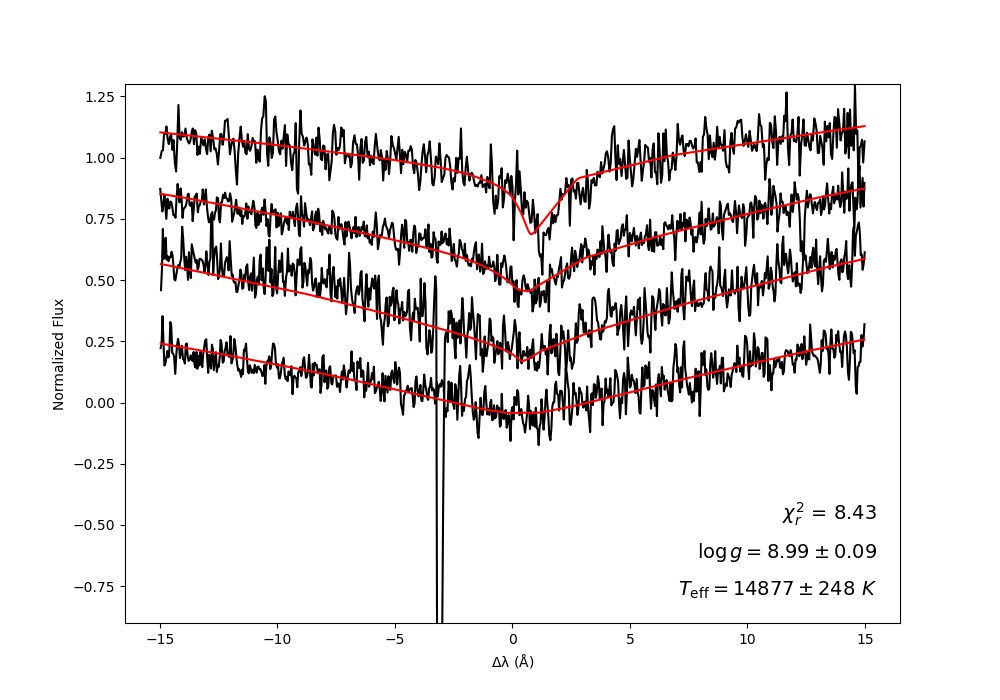 1.25
1.00
0.75
0.50
0.25
0.00
−0.25
−0.50
−0.75
Normalized Flux
χ²ᵣ = 8.43
log g = 8.99 ± 0.09
T_eff = 14877 ± 248 K
−15 −10 −5 0 5 10 15
Δλ (Å)